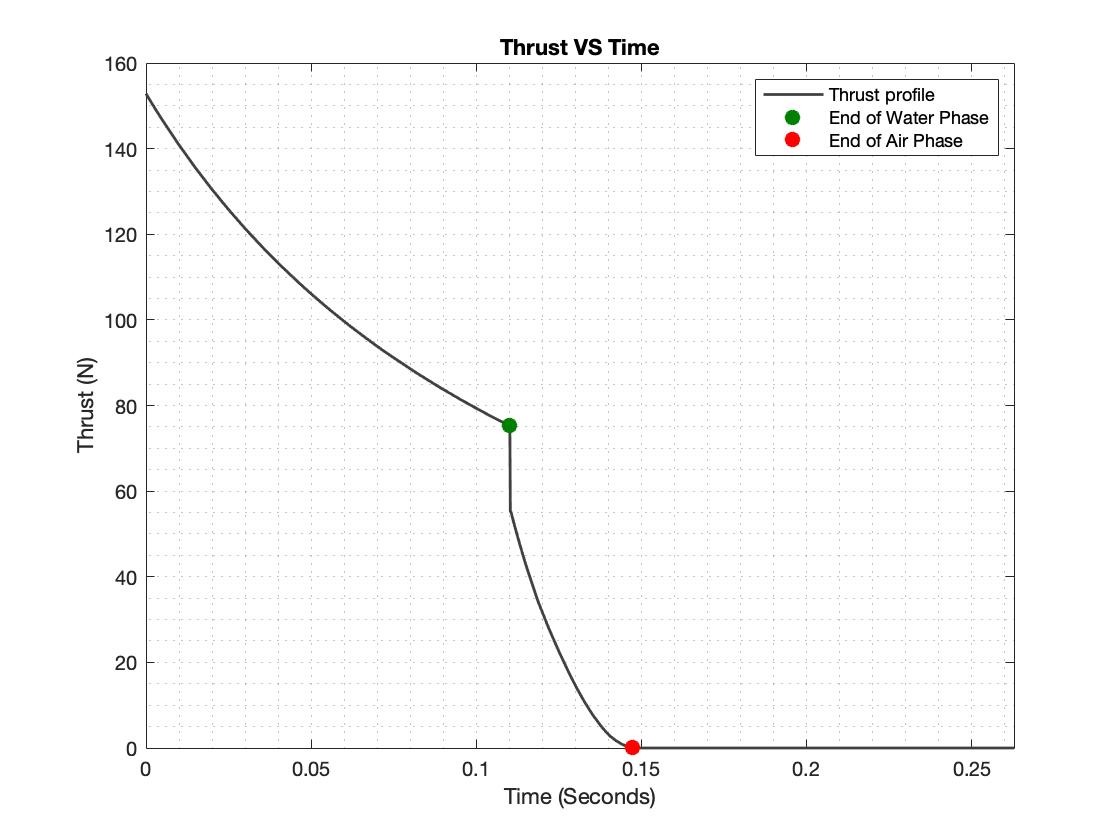 Thrust VS Time
160
140
120
100
80
60
40
20
0
Thrust (N)
Thrust profile
End of Water Phase
End of Air Phase
0 0.05 0.1 0.15 0.2 0.25
Time (Seconds)